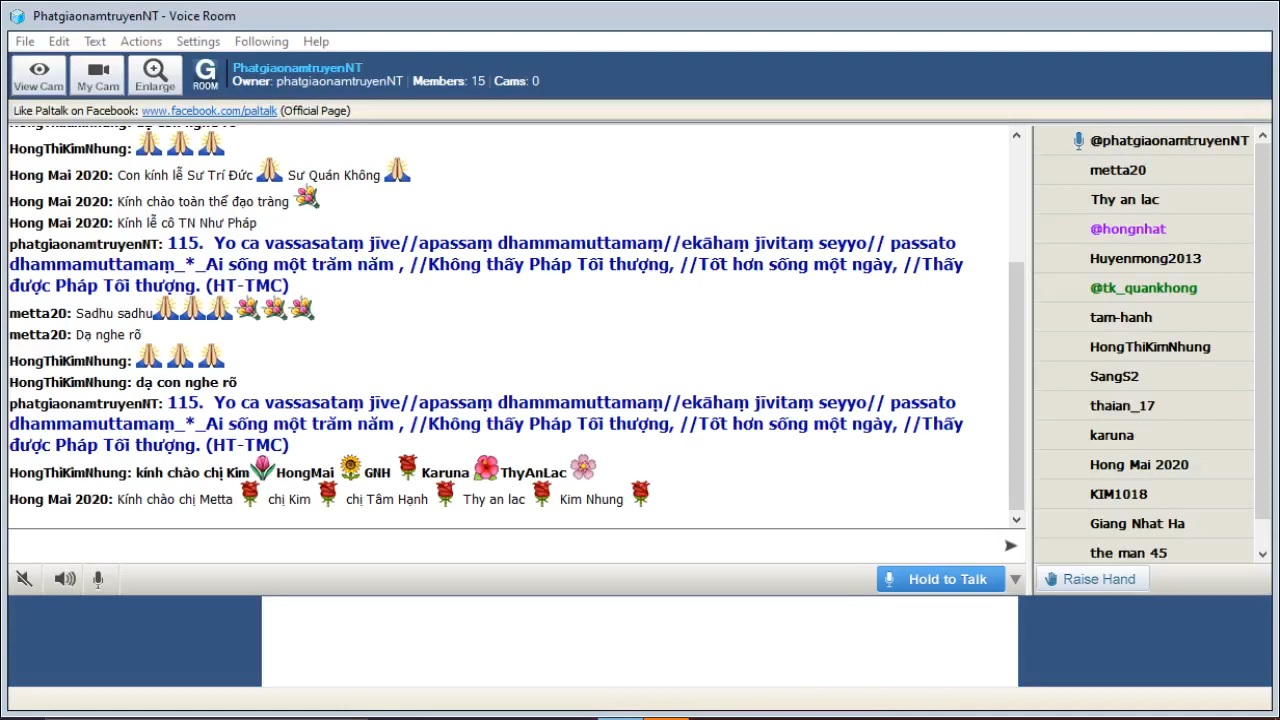 PhatgiaonamtruyenNT - Voice Room
File Edit Text Actions Settings Following Help
View Cam My Cam Enlarge G ROOM
PhatgiaonamtruyenNT
Owner: phatgiaonamtruyenNT | Members: 15 | Cams: 0
Like Paltalk on Facebook: www.facebook.com/paltalk (Official Page)
HongThiKimNhung: dạ con nghe rõ
HongThiKimNhung:
Hong Mai 2020: Con kính lễ Sư Trí Đức Sư Quán Không
Hong Mai 2020: Kính chào toàn thể đạo tràng
Hong Mai 2020: Kính lễ cô TN Như Pháp
phatgiaonamtruyenNT: 115. Yo ca vassasataṃ jīve//apassaṃ dhammamuttamaṃ//ekāhaṃ jīvitaṃ seyyo// passato
dhammamuttamaṃ_*_Ai sống một trăm năm , //Không thấy Pháp Tối thượng, //Tốt hơn sống một ngày, //Thấy
được Pháp Tối thượng. (HT-TMC)
metta20: Sadhu sadhu
metta20: Dạ nghe rõ
HongThiKimNhung:
HongThiKimNhung: dạ con nghe rõ
phatgiaonamtruyenNT: 115. Yo ca vassasataṃ jīve//apassaṃ dhammamuttamaṃ//ekāhaṃ jīvitaṃ seyyo// passato
dhammamuttamaṃ_*_Ai sống một trăm năm , //Không thấy Pháp Tối thượng, //Tốt hơn sống một ngày, //Thấy
được Pháp Tối thượng. (HT-TMC)
HongThiKimNhung: kính chào chị Kim HongMai GNH Karuna ThyAnLac
Hong Mai 2020: Kính chào chị Metta chị Kim chị Tâm Hạnh Thy an lac Kim Nhung
Hold to Talk
@phatgiaonamtruyenNT
metta20
Thy an lac
@hongnhat
Huyenmong2013
@tk_quankhong
tam-hanh
HongThiKimNhung
SangS2
thaian_17
karuna
Hong Mai 2020
KIM1018
Giang Nhat Ha
the man 45
Raise Hand